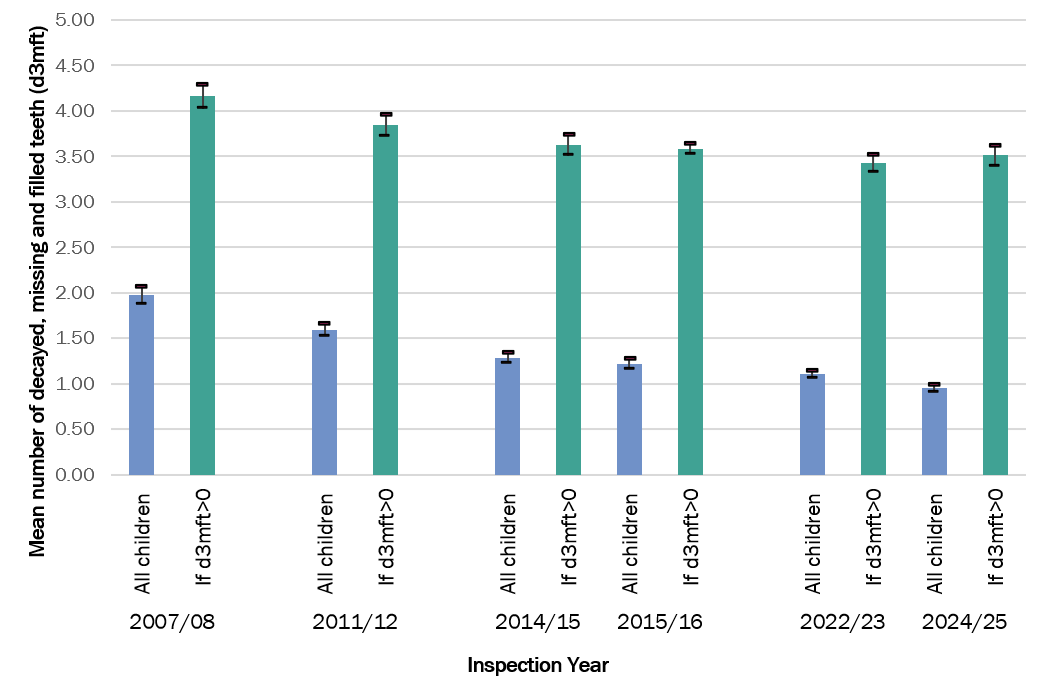 Mean number of decayed, missing and filled teeth (d3mft)
5.00
4.50
4.00
3.50
3.00
2.50
2.00
1.50
1.00
0.50
0.00
All children
If d3mft>0
All children
If d3mft>0
All children
If d3mft>0
All children
If d3mft>0
All children
If d3mft>0
All children
If d3mft>0
2007/08
2011/12
2014/15
2015/16
2022/23
2024/25
Inspection Year